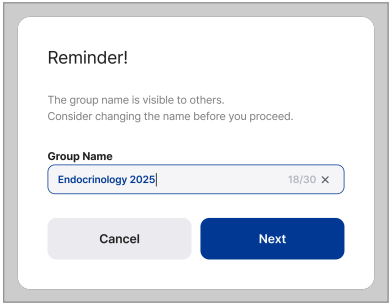 Reminder!
The group name is visible to others.
Consider changing the name before you proceed.
Group Name
Endocrinology 2025 18/30 ×
Cancel Next